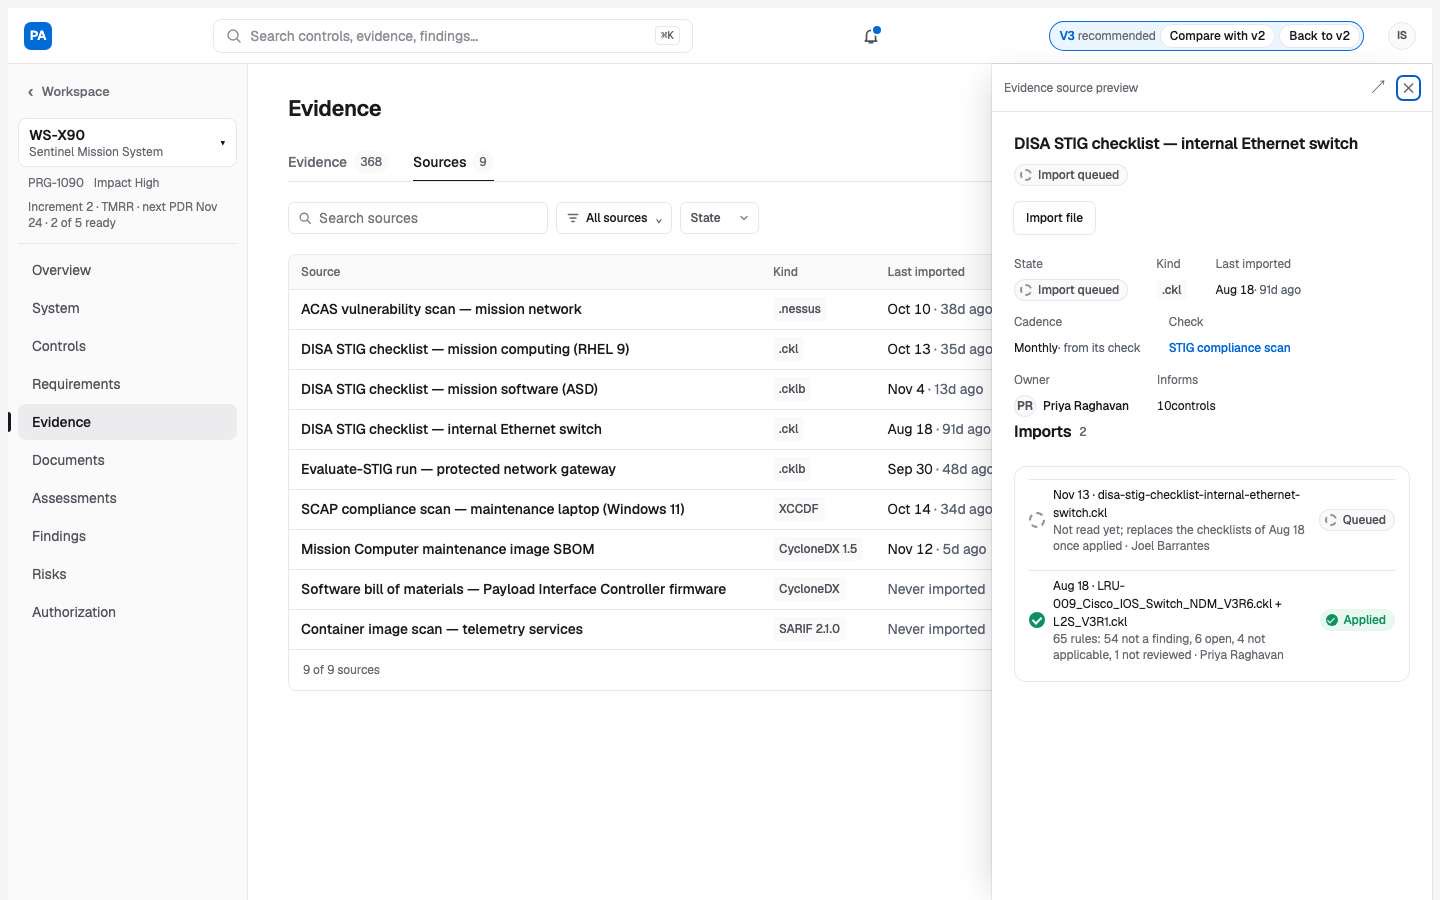 PA
Search controls, evidence, findings...
⌘K
V3 recommended
Compare with v2
Back to v2
IS
‹ Workspace
WS-X90
Sentinel Mission System
PRG-1090 Impact High
Increment 2 · TMRR · next PDR Nov
24 · 2 of 5 ready
Overview
System
Controls
Requirements
Evidence
Documents
Assessments
Findings
Risks
Authorization
Evidence
Evidence 368
Sources 9
Search sources
All sources
State
Source Kind Last imported
ACAS vulnerability scan — mission network .nessus Oct 10 · 38d ago
DISA STIG checklist — mission computing (RHEL 9) .ckl Oct 13 · 35d ago
DISA STIG checklist — mission software (ASD) .cklb Nov 4 · 13d ago
DISA STIG checklist — internal Ethernet switch .ckl Aug 18 · 91d ago
Evaluate-STIG run — protected network gateway .cklb Sep 30 · 48d ago
SCAP compliance scan — maintenance laptop (Windows 11) XCCDF Oct 14 · 34d ago
Mission Computer maintenance image SBOM CycloneDX 1.5 Nov 12 · 5d ago
Software bill of materials — Payload Interface Controller firmware CycloneDX Never imported
Container image scan — telemetry services SARIF 2.1.0 Never imported
9 of 9 sources
Evidence source preview
DISA STIG checklist — internal Ethernet switch
Import queued
Import file
State Kind Last imported
Import queued .ckl Aug 18· 91d ago
Cadence Check
Monthly· from its check STIG compliance scan
Owner Informs
PR Priya Raghavan 10controls
Imports 2
Nov 13 · disa-stig-checklist-internal-ethernet-
switch.ckl
Not read yet; replaces the checklists of Aug 18
once applied · Joel Barrantes
Queued
Aug 18 · LRU-
009_Cisco_IOS_Switch_NDM_V3R6.ckl +
L2S_V3R1.ckl
65 rules: 54 not a finding, 6 open, 4 not
applicable, 1 not reviewed · Priya Raghavan
Applied